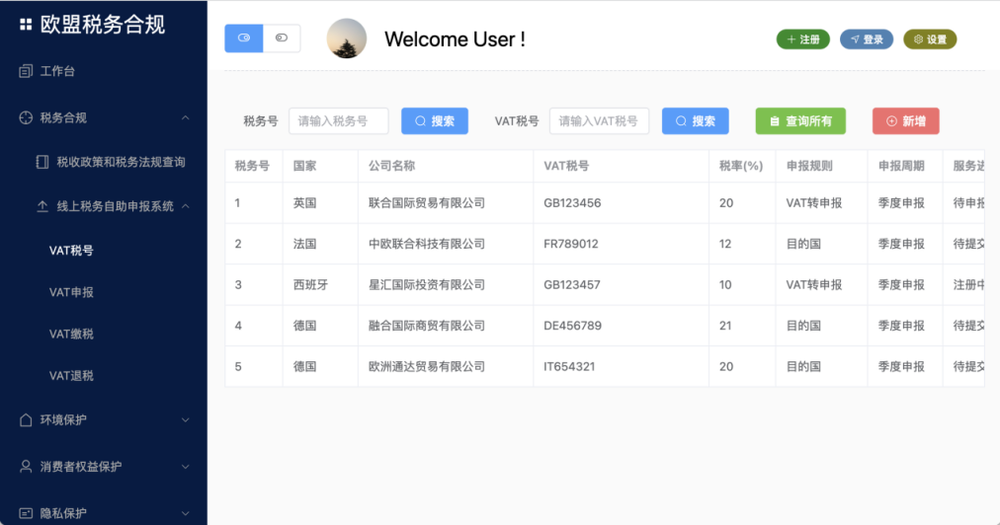 欧盟税务合规
工作台
税务合规
税收政策和税务法规查询
线上税务自助申报系统
VAT税号
VAT申报
VAT缴税
VAT退税
环境保护
消费者权益保护
隐私保护
Welcome User !
注册 登录 设置
税务号 请输入税务号 搜索 VAT税号 请输入VAT税号 搜索 查询所有 新增
税务号 国家 公司名称 VAT税号 税率(%) 申报规则 申报周期 服务进
1 英国 联合国际贸易有限公司 GB123456 20 VAT转申报 季度申报 待申报
2 法国 中欧联合科技有限公司 FR789012 12 目的国 季度申报 待提交
3 西班牙 星汇国际投资有限公司 GB123457 10 VAT转申报 季度申报 注册中
4 德国 融合国际商贸有限公司 DE456789 21 目的国 季度申报 待提交
5 德国 欧洲通达贸易有限公司 IT654321 20 目的国 季度申报 待提交